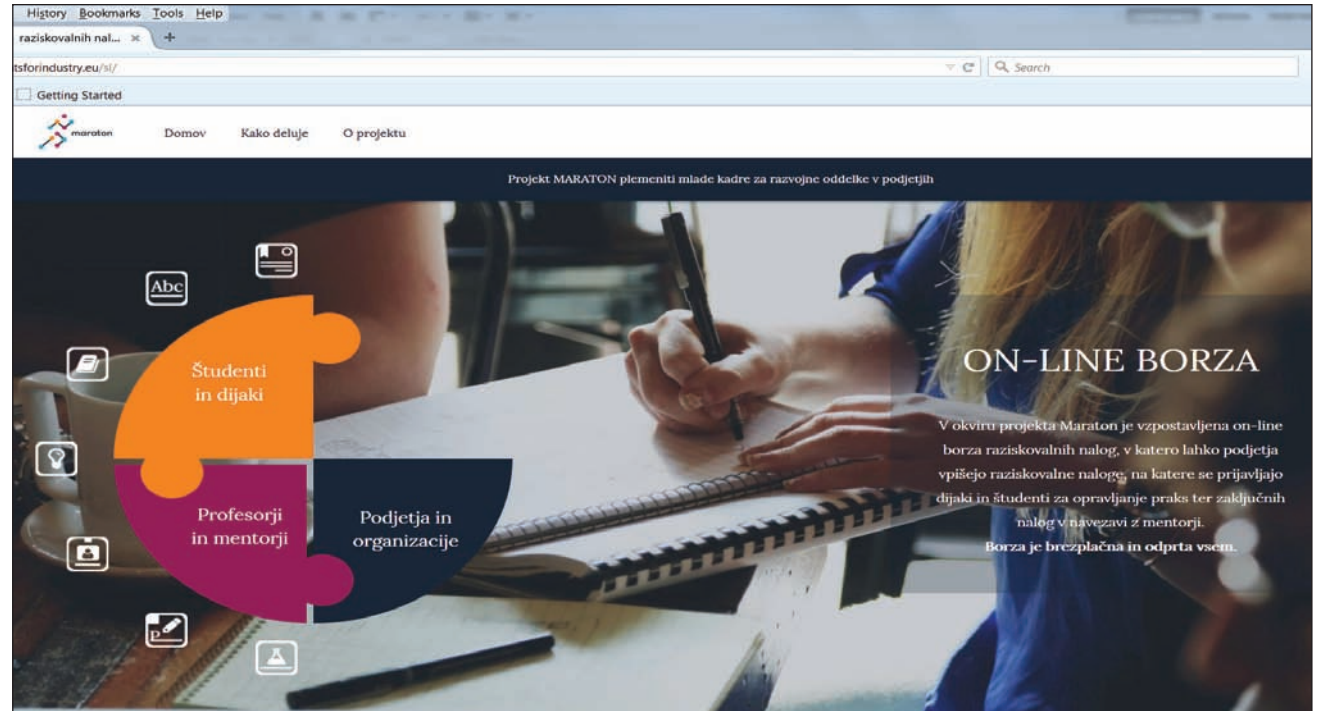 History Bookmarks Tools Help
raziskovalnih nal... × +
tsforindustry.eu/sl/
Search
Getting Started
maraton
Domov Kako deluje O projektu
Projekt MARATON plemeniti mlade kadre za razvojne oddelke v podjetjih
Abc
Študenti
in dijaki
Profesorji
in mentorji
Podjetja in
organizacije
P
ON-LINE BORZA
V okviru projekta Maraton je vzpostavljena on-line
borza raziskovalnih nalog, v katero lahko podjetja
vpišejo raziskovalne naloge, na katere se prijavljajo
dijaki in študenti za opravljanje praks ter zaključnih
nalog v navezavi z mentorji.
Borza je brezplačna in odprta vsem.